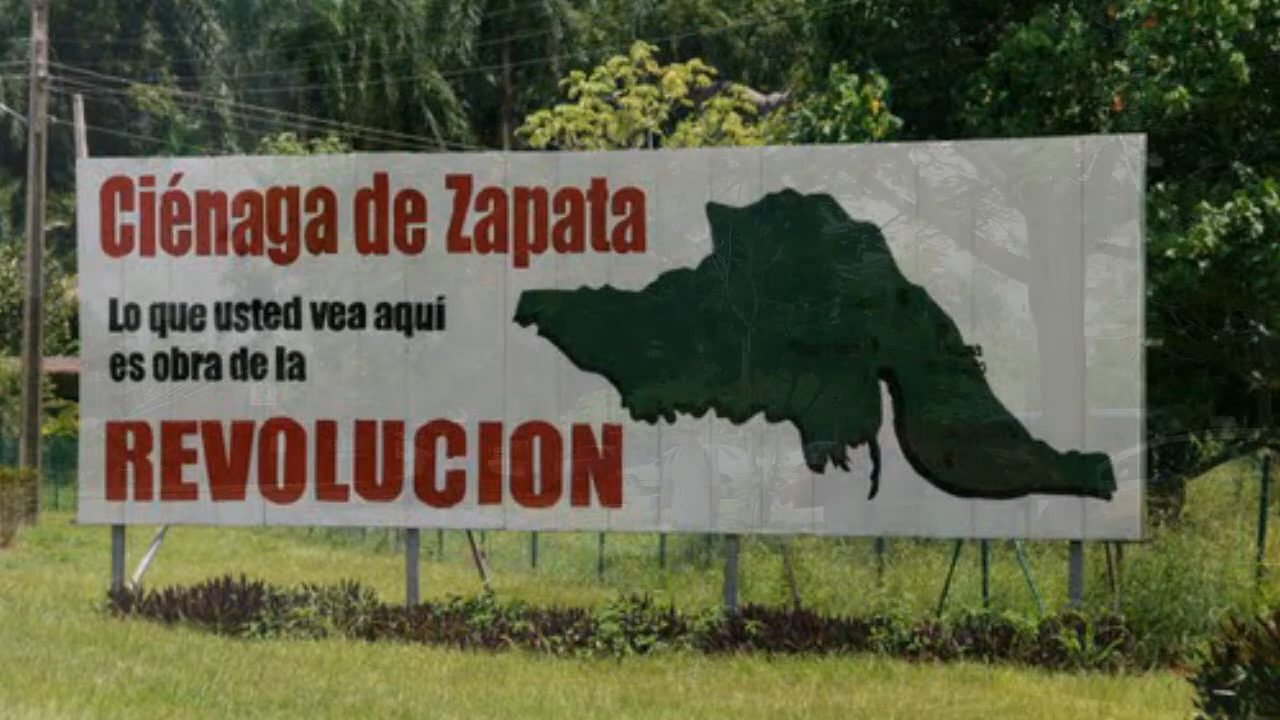 Ciénaga de Zapata
Lo que usted vea aquí
es obra de la
REVOLUCION